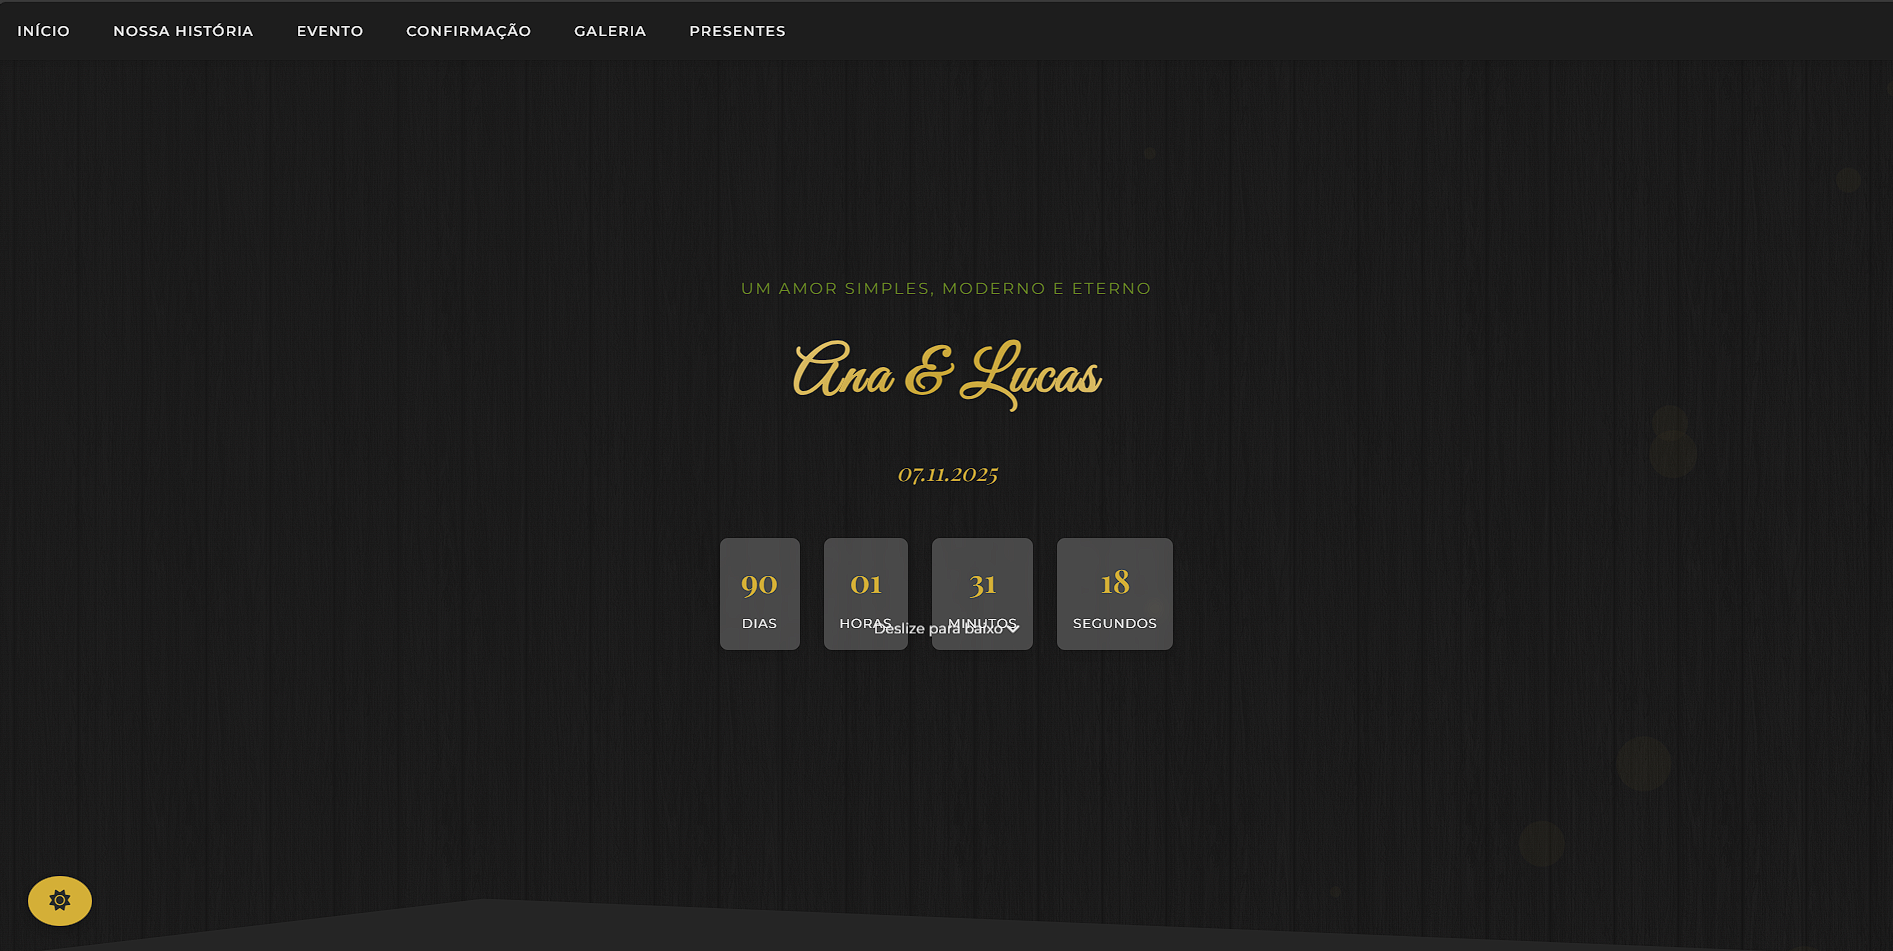 INÍCIO NOSSA HISTÓRIA EVENTO CONFIRMAÇÃO GALERIA PRESENTES
UM AMOR SIMPLES, MODERNO E ETERNO
Ana & Lucas
07.11.2025
90 01 31 18
DIAS HORAS MINUTOS SEGUNDOS
Deslize para baixo